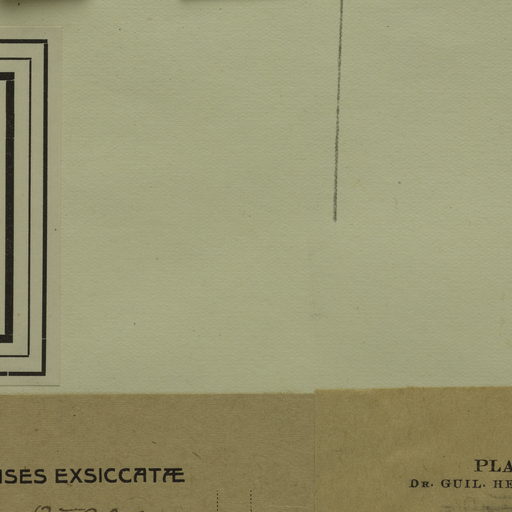 ISES EXSICCATÆ
PLA
DR. GUIL. HE